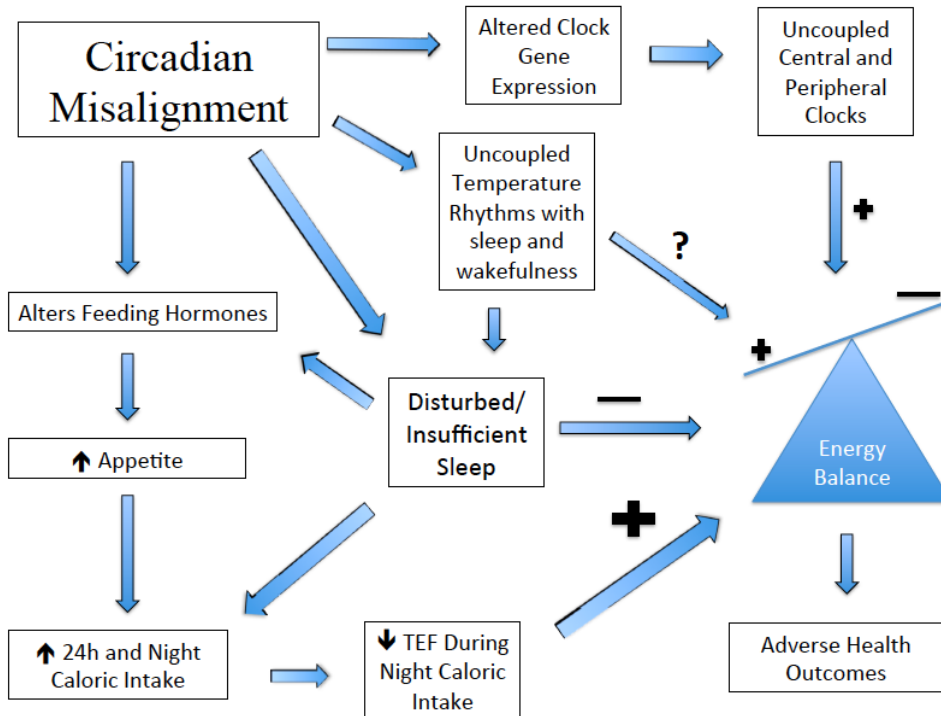 Circadian
Misalignment
Altered Clock
Gene
Expression
Uncoupled
Central and
Peripheral
Clocks
Uncoupled
Temperature
Rhythms with
sleep and
wakefulness
?
+
−
+
Alters Feeding Hormones
Disturbed/
Insufficient
Sleep
−
Energy
Balance
↑ Appetite
+
↑ 24h and Night
Caloric Intake
↓ TEF During
Night Caloric
Intake
Adverse Health
Outcomes